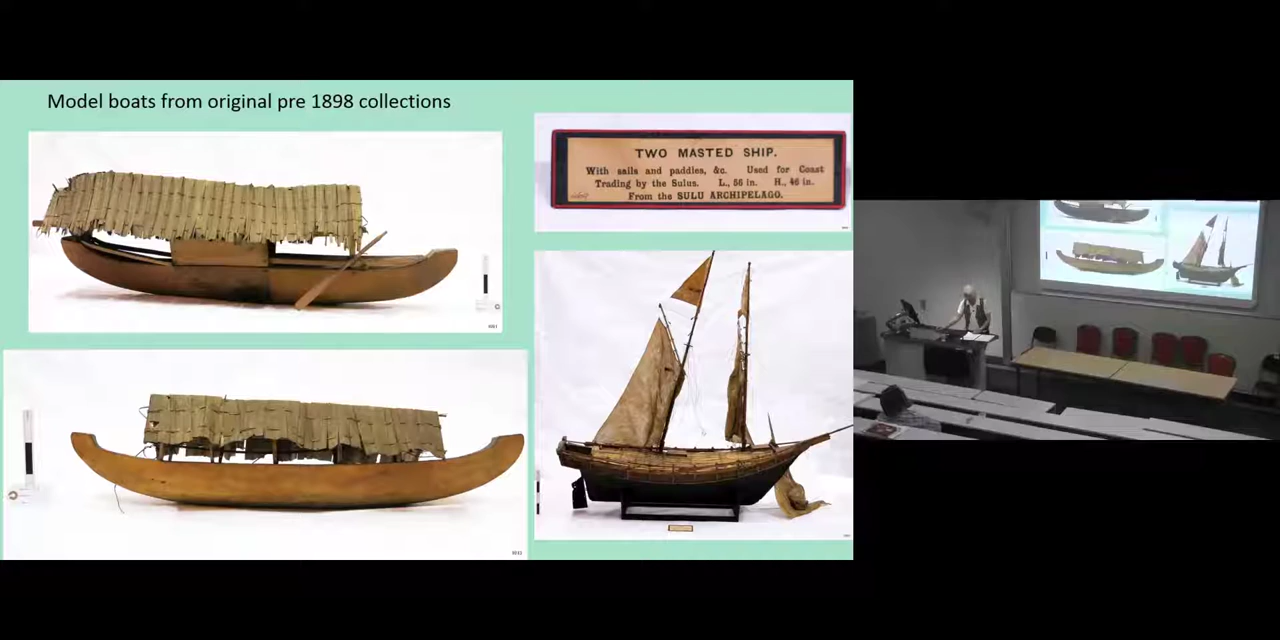 Model boats from original pre 1898 collections
TWO MASTED SHIP.
With sails and paddles, &c. Used for Coast
Trading by the Sulus. L., 56 in. H., 46 in.
From the SULU ARCHIPELAGO.